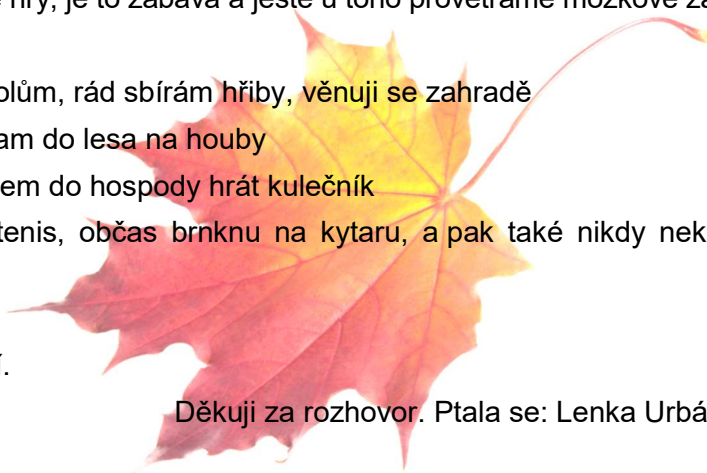 hry, je to zábava a ještě u toho provětráme mozkové
olům, rád sbírám hřiby, věnuji se zahradě
am do lesa na houby
em do hospody hrát kulečník
tenis, občas brnknu na kytaru, a pak také nikdy nek
í.
Děkuji za rozhovor. Ptala se: Lenka Urbá